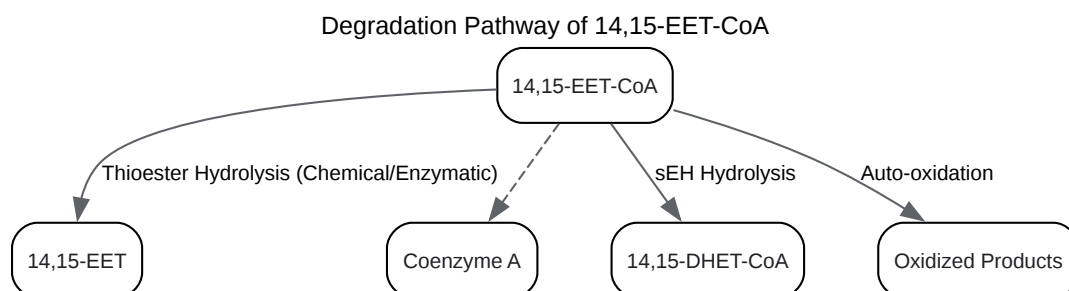 Degradation Pathway of 14,15-EET-CoA
14,15-EET-CoA
Thioester Hydrolysis (Chemical/Enzymatic)
sEH Hydrolysis
Auto-oxidation
14,15-EET
Coenzyme A
14,15-DHET-CoA
Oxidized Products